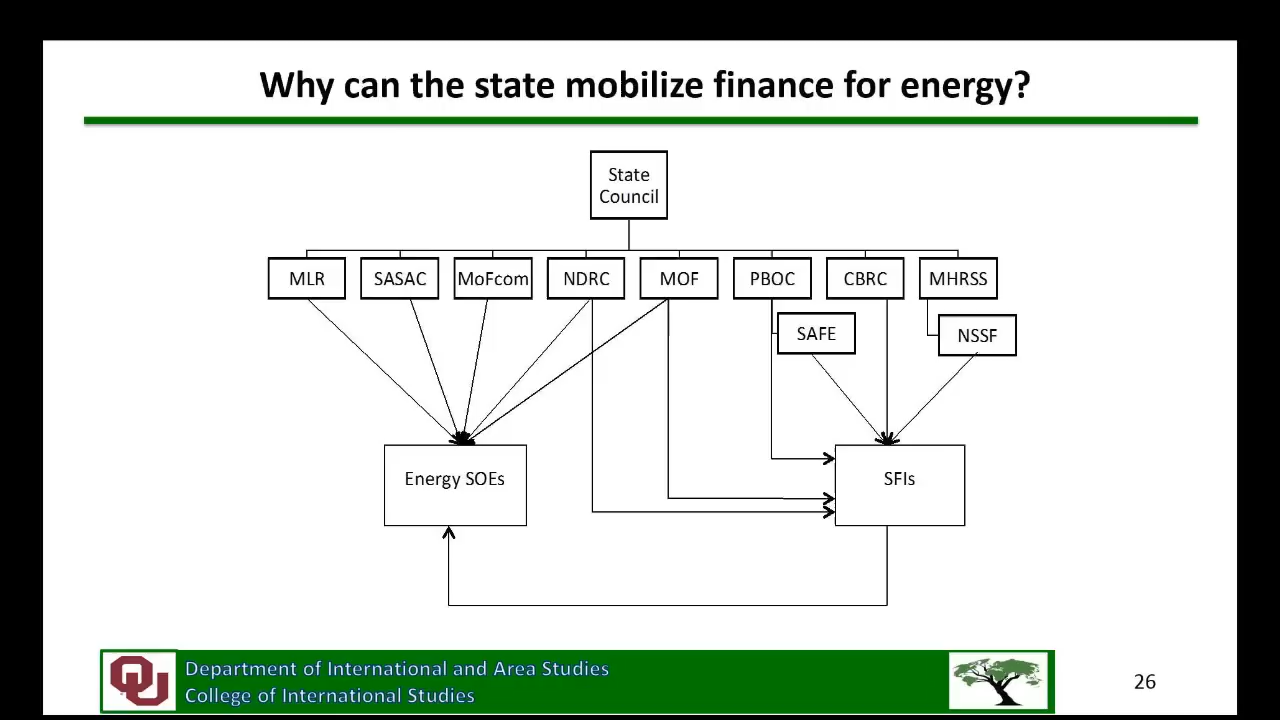 Why can the state mobilize finance for energy?
State
Council
MLR
SASAC
MoFcom
NDRC
MOF
PBOC
CBRC
MHRSS
SAFE
NSSF
Energy SOEs
SFIs
OU
Department of International and Area Studies
College of International Studies
26